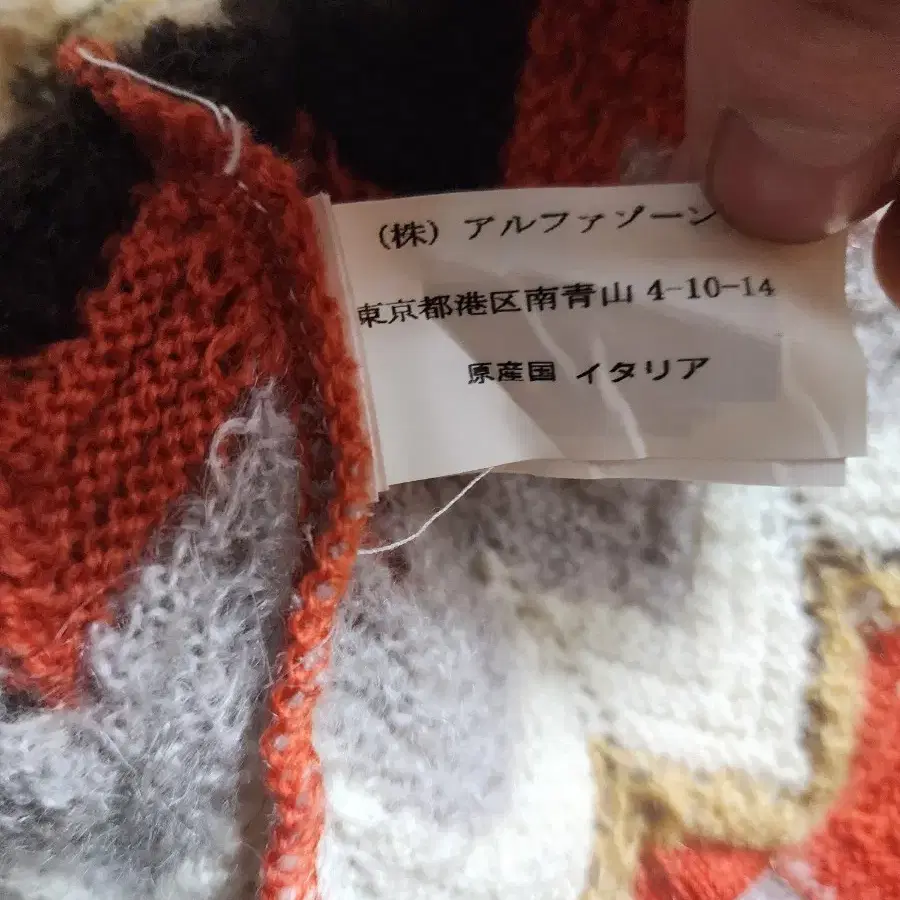 (株) アルファゾーン
東京都港区南青山 4-10-14
原産国 イタリア